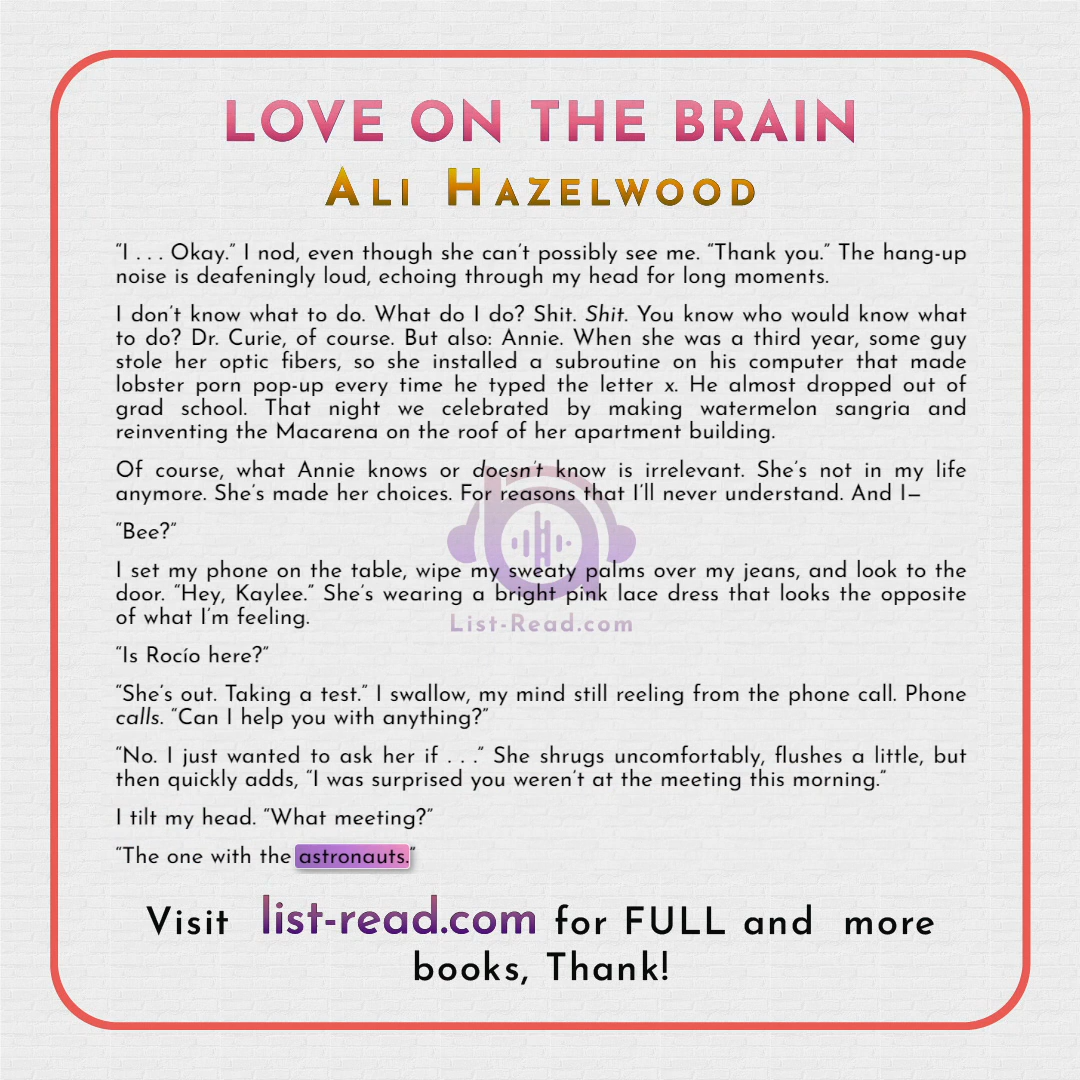 LOVE ON THE BRAIN
ALI HAZELWOOD
“I . . . Okay.” I nod, even though she can’t possibly see me. “Thank you.” The hang-up
noise is deafeningly loud, echoing through my head for long moments.
I don’t know what to do. What do I do? Shit. Shit. You know who would know what
to do? Dr. Curie, of course. But also: Annie. When she was a third year, some guy
stole her optic fibers, so she installed a subroutine on his computer that made
lobster porn pop-up every time he typed the letter x. He almost dropped out of
grad school. That night we celebrated by making watermelon sangria and
reinventing the Macarena on the roof of her apartment building.
Of course, what Annie knows or doesn’t know is irrelevant. She’s not in my life
anymore. She’s made her choices. For reasons that I’ll never understand. And I—
“Bee?”
I set my phone on the table, wipe my sweaty palms over my jeans, and look to the
door. “Hey, Kaylee.” She’s wearing a bright pink lace dress that looks the opposite
of what I’m feeling.
List-Read.com
“Is Rocío here?”
“She’s out. Taking a test.” I swallow, my mind still reeling from the phone call. Phone
calls. “Can I help you with anything?”
“No. I just wanted to ask her if . . .” She shrugs uncomfortably, flushes a little, but
then quickly adds, “I was surprised you weren’t at the meeting this morning.”
I tilt my head. “What meeting?”
“The one with the astronauts.”
Visit list-read.com for FULL and more
books, Thank!